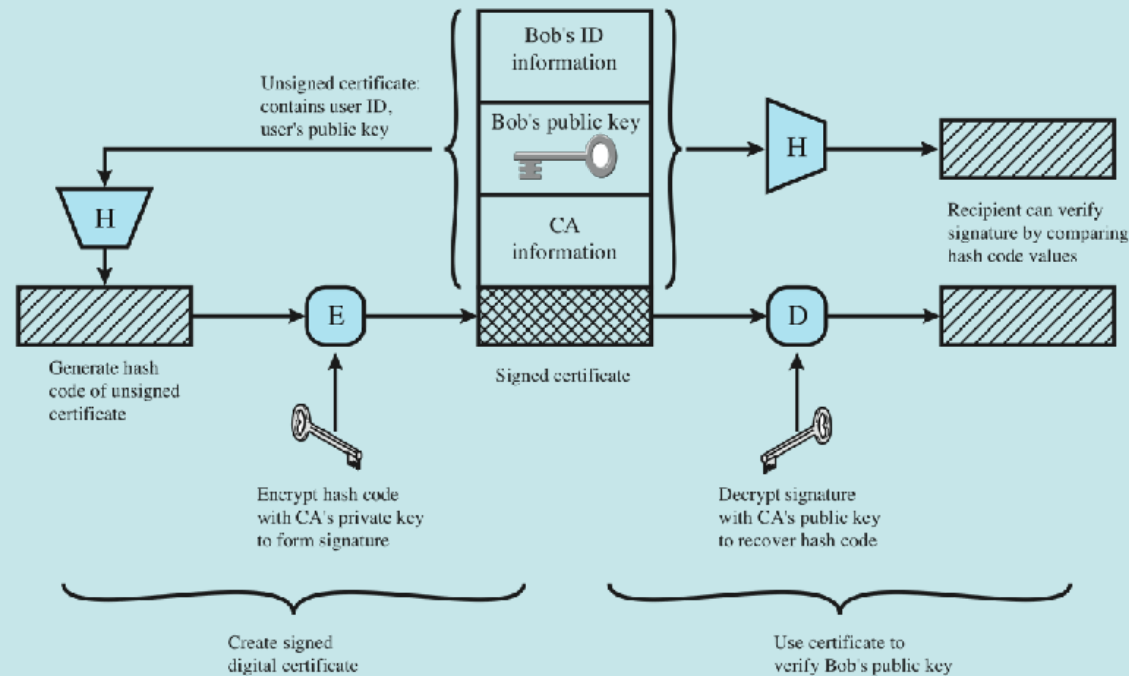 Bob's ID
information
Unsigned certificate:
contains user ID,
user's public key
Bob's public key
H
H
CA
information
Recipient can verify
signature by comparing
hash code values
E
D
Generate hash
code of unsigned
certificate
Signed certificate
Encrypt hash code
with CA's private key
to form signature
Decrypt signature
with CA's public key
to recover hash code
Create signed
digital certificate
Use certificate to
verify Bob's public key